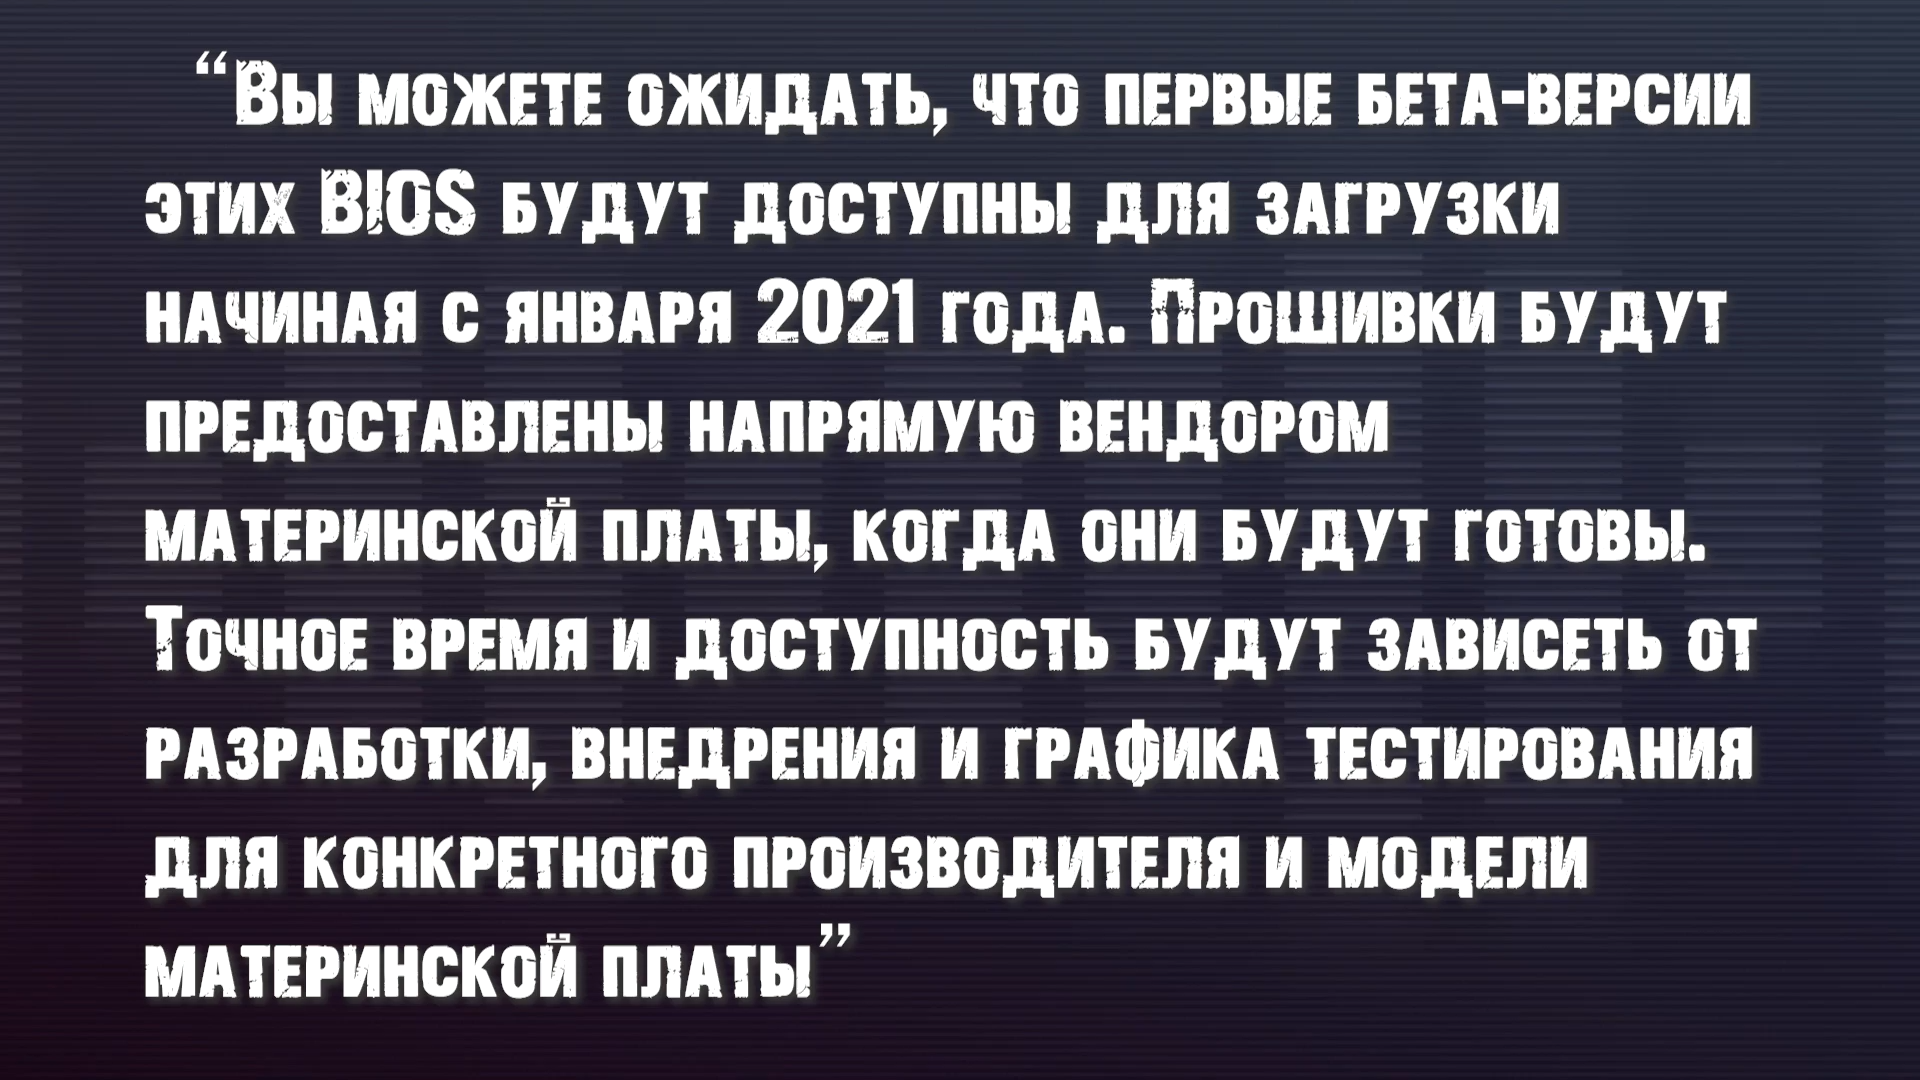 “Вы можете ожидать, что первые бета-версии
этих BIOS будут доступны для загрузки
начиная с января 2021 года. Прошивки будут
предоставлены напрямую вендором
материнской платы, когда они будут готовы.
Точное время и доступность будут зависеть от
разработки, внедрения и графика тестирования
для конкретного производителя и модели
материнской платы”